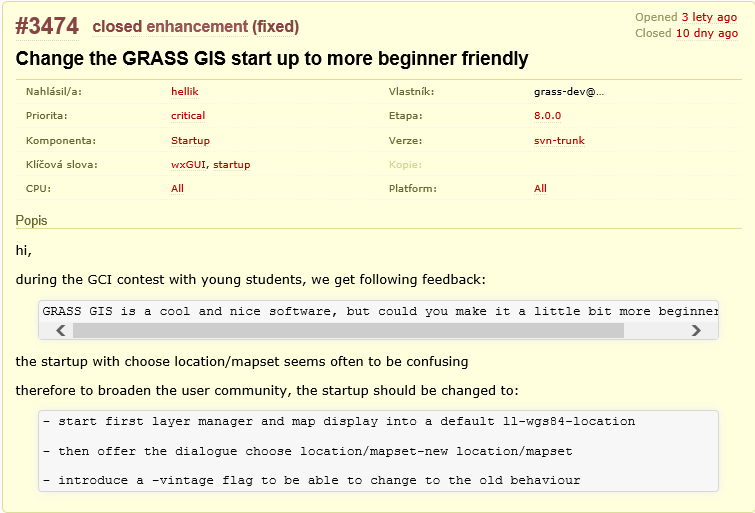 #3474 closed enhancement (fixed)
Opened 3 lety ago
Closed 10 dny ago
Change the GRASS GIS start up to more beginner friendly
Nahlásil/a: hellik Vlastník: grass-dev@…
Priorita: critical Etapa: 8.0.0
Komponenta: Startup Verze: svn-trunk
Klíčová slova: wxGUI, startup Kopie:
CPU: All Platform: All
Popis
hi,
during the GCI contest with young students, we get following feedback:
GRASS GIS is a cool and nice software, but could you make it a little bit more beginner
the startup with choose location/mapset seems often to be confusing
therefore to broaden the user community, the startup should be changed to:
- start first layer manager and map display into a default ll-wgs84-location
- then offer the dialogue choose location/mapset-new location/mapset
- introduce a -vintage flag to be able to change to the old behaviour